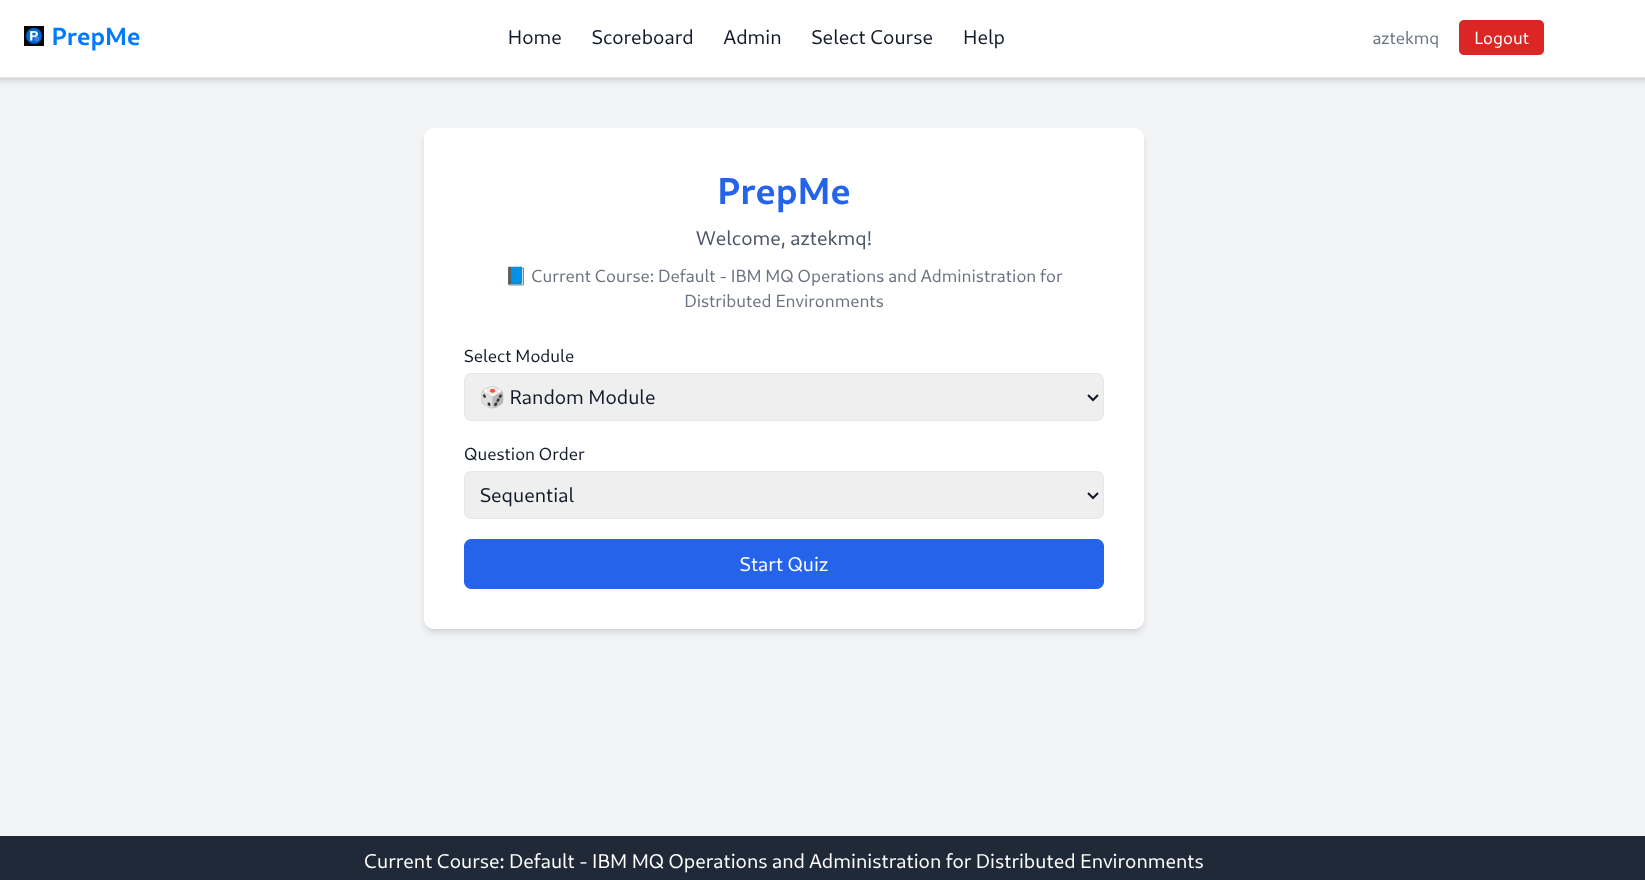 PrepMe
Home Scoreboard Admin Select Course Help
aztekmq Logout
PrepMe
Welcome, aztekmq!
📘 Current Course: Default - IBM MQ Operations and Administration for
Distributed Environments
Select Module
🎲 Random Module
Question Order
Sequential
Start Quiz
Current Course: Default - IBM MQ Operations and Administration for Distributed Environments